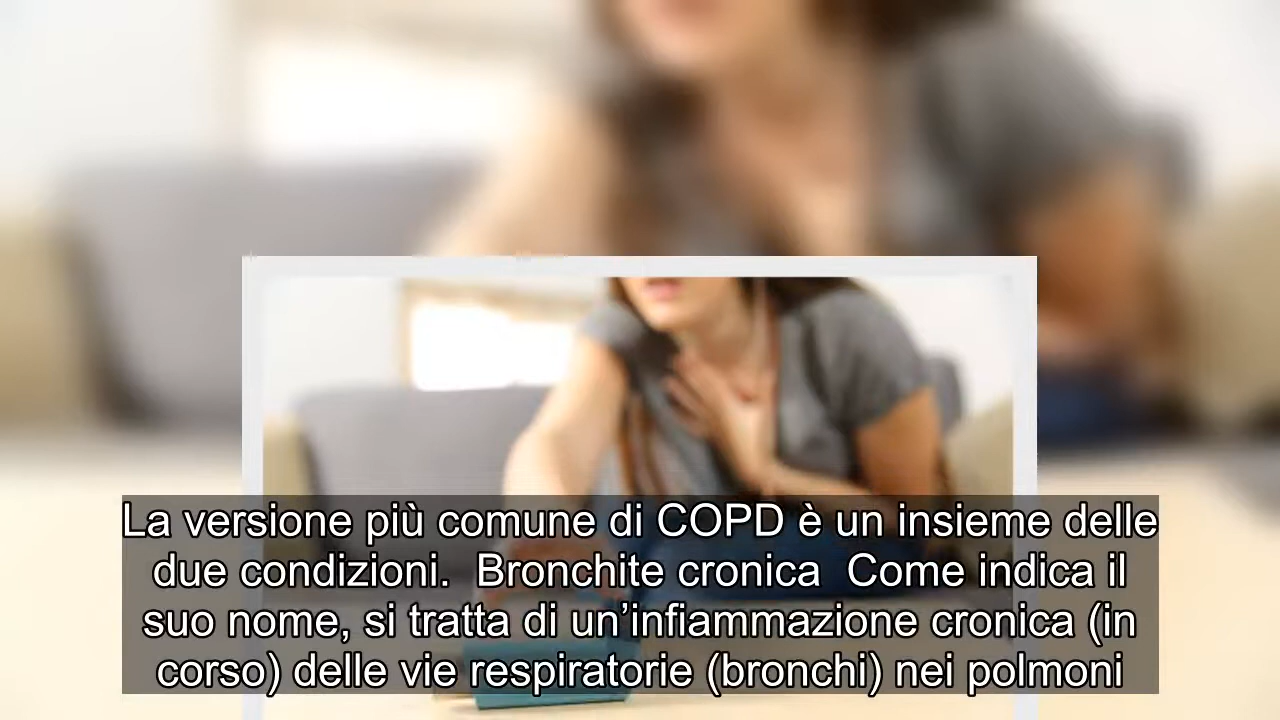 La versione più comune di COPD è un insieme delle
due condizioni.  Bronchite cronica  Come indica il
suo nome, si tratta di un’infiammazione cronica (in
corso) delle vie respiratorie (bronchi) nei polmoni